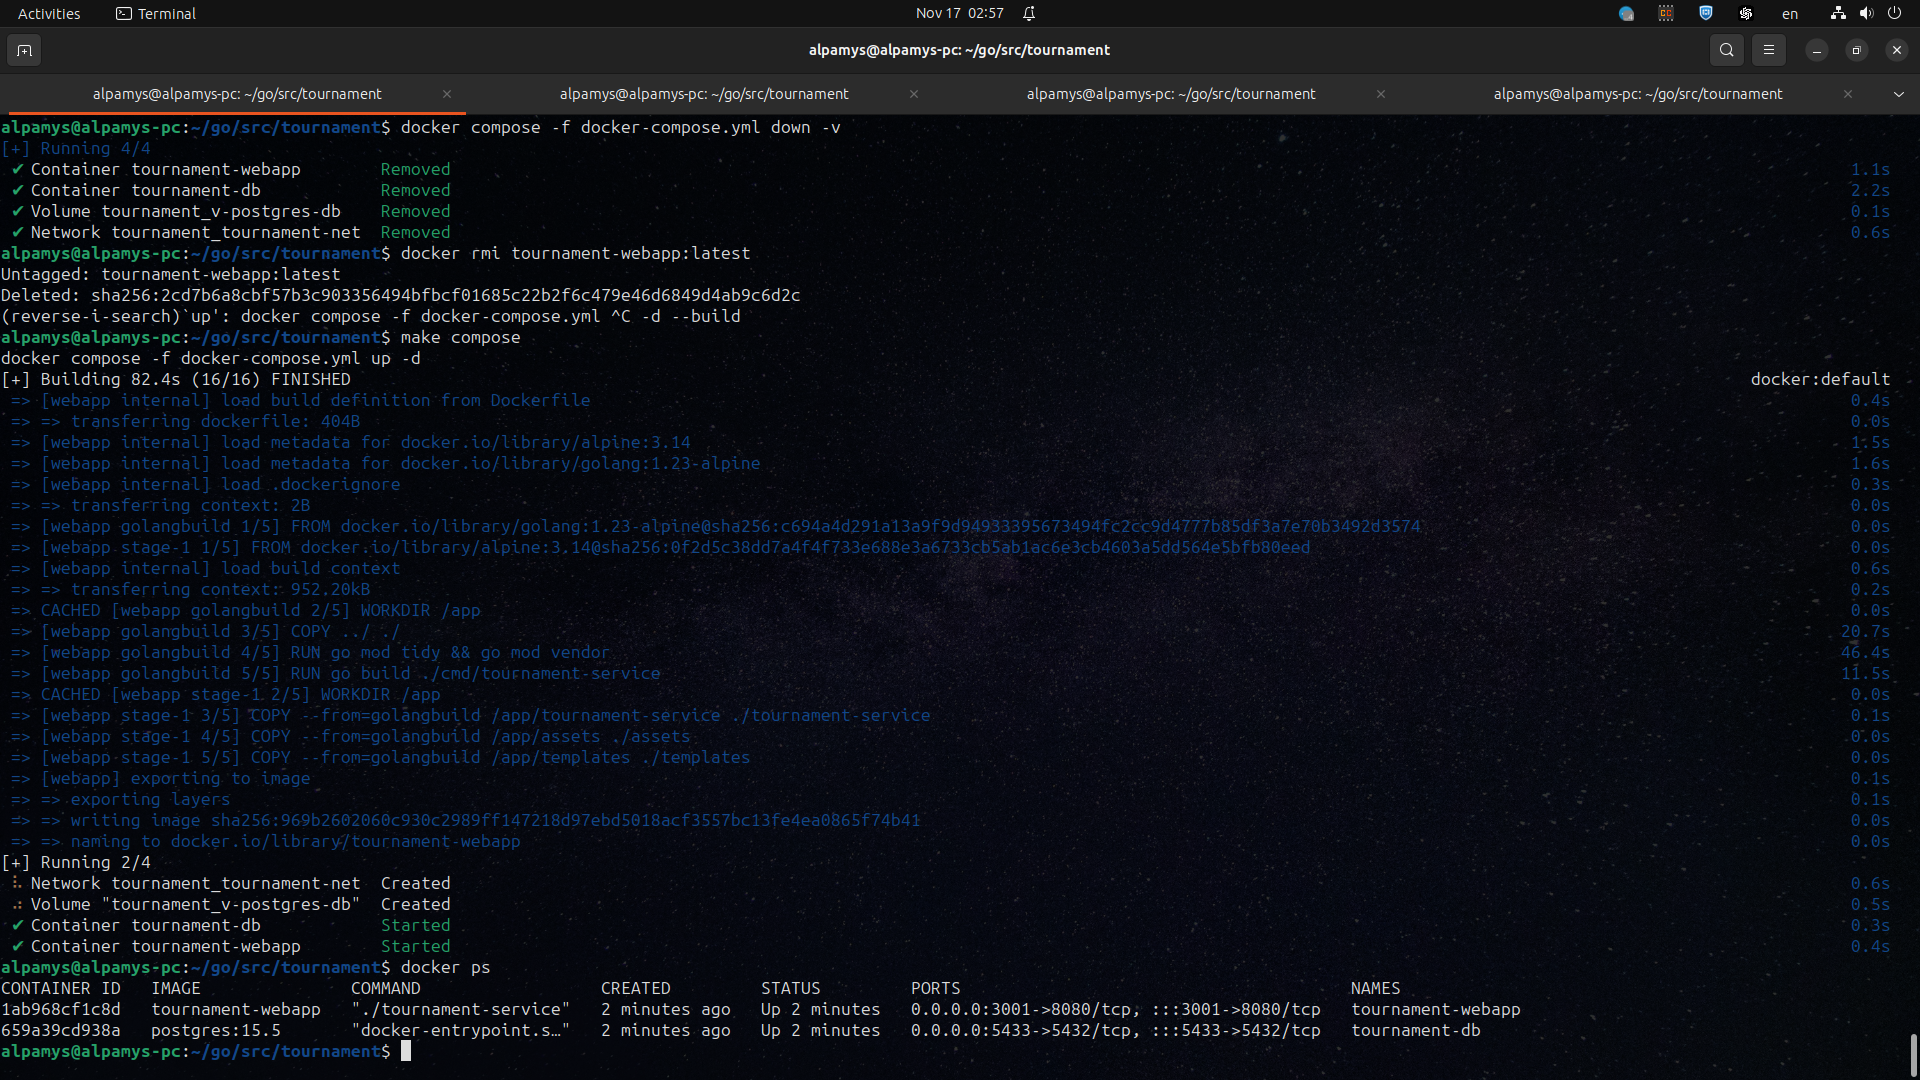 Activities Terminal Nov 17 02:57 en
alpamys@alpamys-pc: ~/go/src/tournament
alpamys@alpamys-pc: ~/go/src/tournament × alpamys@alpamys-pc: ~/go/src/tournament × alpamys@alpamys-pc: ~/go/src/tournament × alpamys@alpamys-pc: ~/go/src/tournament ×
alpamys@alpamys-pc:~/go/src/tournament$ docker compose -f docker-compose.yml down -v
[+] Running 4/4
✔ Container tournament-webapp Removed 1.1s
✔ Container tournament-db Removed 2.2s
✔ Volume tournament_v-postgres-db Removed 0.1s
✔ Network tournament_tournament-net Removed 0.6s
alpamys@alpamys-pc:~/go/src/tournament$ docker rmi tournament-webapp:latest
Untagged: tournament-webapp:latest
Deleted: sha256:2cd7b6a8cbf57b3c903356494bfbcf01685c22b2f6c479e46d6849d4ab9c6d2c
(reverse-i-search)`up': docker compose -f docker-compose.yml ^C -d --build
alpamys@alpamys-pc:~/go/src/tournament$ make compose
docker compose -f docker-compose.yml up -d
[+] Building 82.4s (16/16) FINISHED docker:default
=> [webapp internal] load build definition from Dockerfile 0.4s
=> => transferring dockerfile: 404B 0.0s
=> [webapp internal] load metadata for docker.io/library/alpine:3.14 1.5s
=> [webapp internal] load metadata for docker.io/library/golang:1.23-alpine 1.6s
=> [webapp internal] load .dockerignore 0.3s
=> => transferring context: 2B 0.0s
=> [webapp golangbuild 1/5] FROM docker.io/library/golang:1.23-alpine@sha256:c694a4d291a13a9f9d94933395673494fc2cc9d4777b85df3a7e70b3492d3574 0.0s
=> [webapp stage-1 1/5] FROM docker.io/library/alpine:3.14@sha256:0f2d5c38dd7a4f4f733e688e3a6733cb5ab1ac6e3cb4603a5dd564e5bfb80eed 0.0s
=> [webapp internal] load build context 0.6s
=> => transferring context: 952.20kB 0.2s
=> CACHED [webapp golangbuild 2/5] WORKDIR /app 0.0s
=> [webapp golangbuild 3/5] COPY ../ ./ 20.7s
=> [webapp golangbuild 4/5] RUN go mod tidy && go mod vendor 46.4s
=> [webapp golangbuild 5/5] RUN go build ./cmd/tournament-service 11.5s
=> CACHED [webapp stage-1 2/5] WORKDIR /app 0.0s
=> [webapp stage-1 3/5] COPY --from=golangbuild /app/tournament-service ./tournament-service 0.1s
=> [webapp stage-1 4/5] COPY --from=golangbuild /app/assets ./assets 0.0s
=> [webapp stage-1 5/5] COPY --from=golangbuild /app/templates ./templates 0.0s
=> [webapp] exporting to image 0.1s
=> => exporting layers 0.1s
=> => writing image sha256:969b2602060c930c2989ff147218d97ebd5018acf3557bc13fe4ea0865f74b41 0.0s
=> => naming to docker.io/library/tournament-webapp 0.0s
[+] Running 2/4
⠧ Network tournament_tournament-net Created 0.6s
⠴ Volume "tournament_v-postgres-db" Created 0.5s
✔ Container tournament-db Started 0.3s
✔ Container tournament-webapp Started 0.4s
alpamys@alpamys-pc:~/go/src/tournament$ docker ps
CONTAINER ID IMAGE COMMAND CREATED STATUS PORTS NAMES
1ab968cf1c8d tournament-webapp "./tournament-service" 2 minutes ago Up 2 minutes 0.0.0.0:3001->8080/tcp, :::3001->8080/tcp tournament-webapp
659a39cd938a postgres:15.5 "docker-entrypoint.s…" 2 minutes ago Up 2 minutes 0.0.0.0:5433->5432/tcp, :::5433->5432/tcp tournament-db
alpamys@alpamys-pc:~/go/src/tournament$